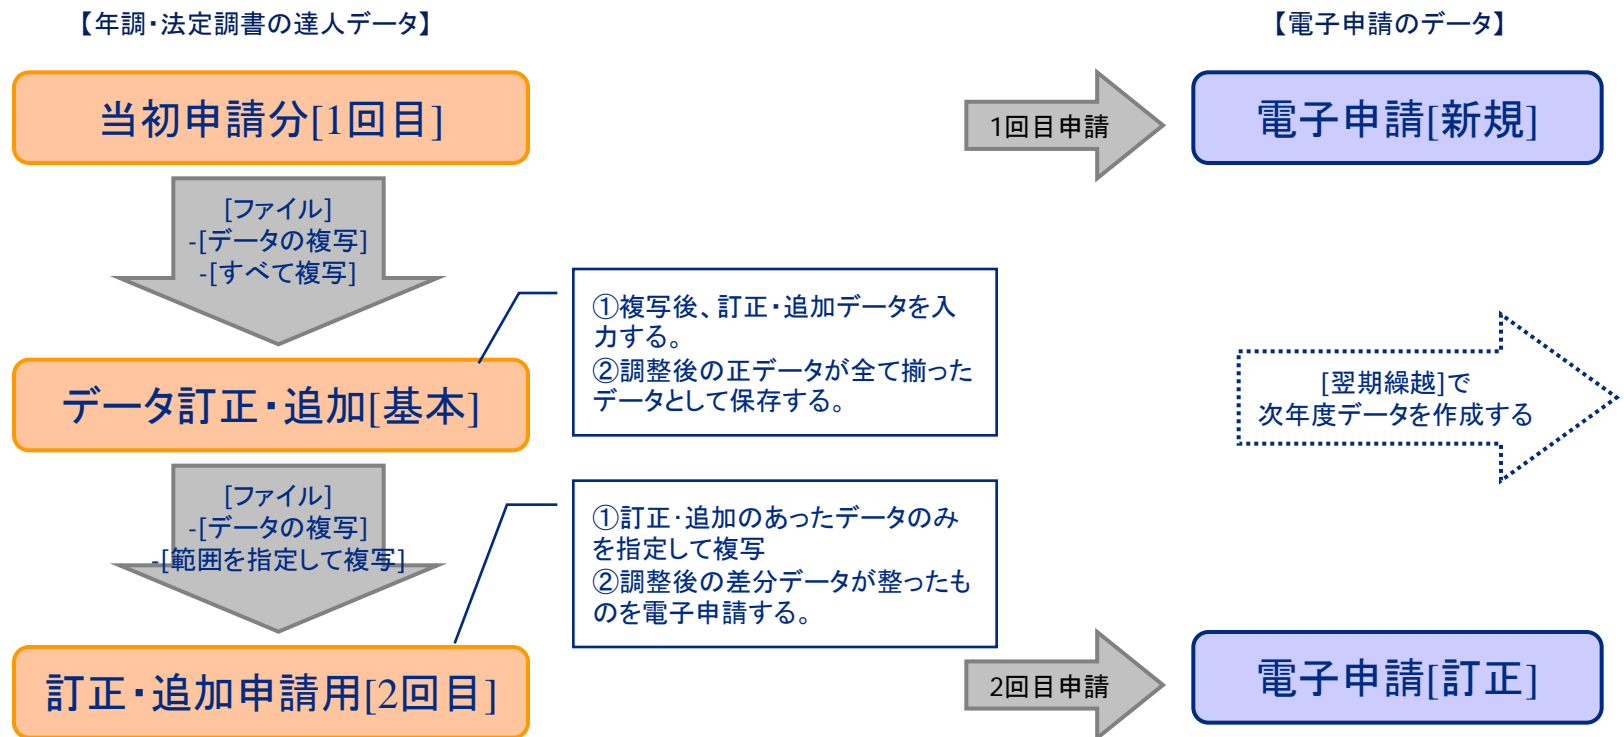 【年調・法定調書の達人データ】
【電子申請のデータ】
当初申請分[1回目]
1回目申請
電子申請[新規]
[ファイル]
-[データの複写]
-[すべて複写]
①複写後、訂正・追加データを入
力する。
②調整後の正データが全て揃った
データとして保存する。
データ訂正・追加[基本]
[翌期繰越]で
次年度データを作成する
[ファイル]
-[データの複写]
-[範囲を指定して複写]
①訂正・追加のあったデータのみ
を指定して複写
②調整後の差分データが整ったも
のを電子申請する。
訂正・追加申請用[2回目]
2回目申請
電子申請[訂正]